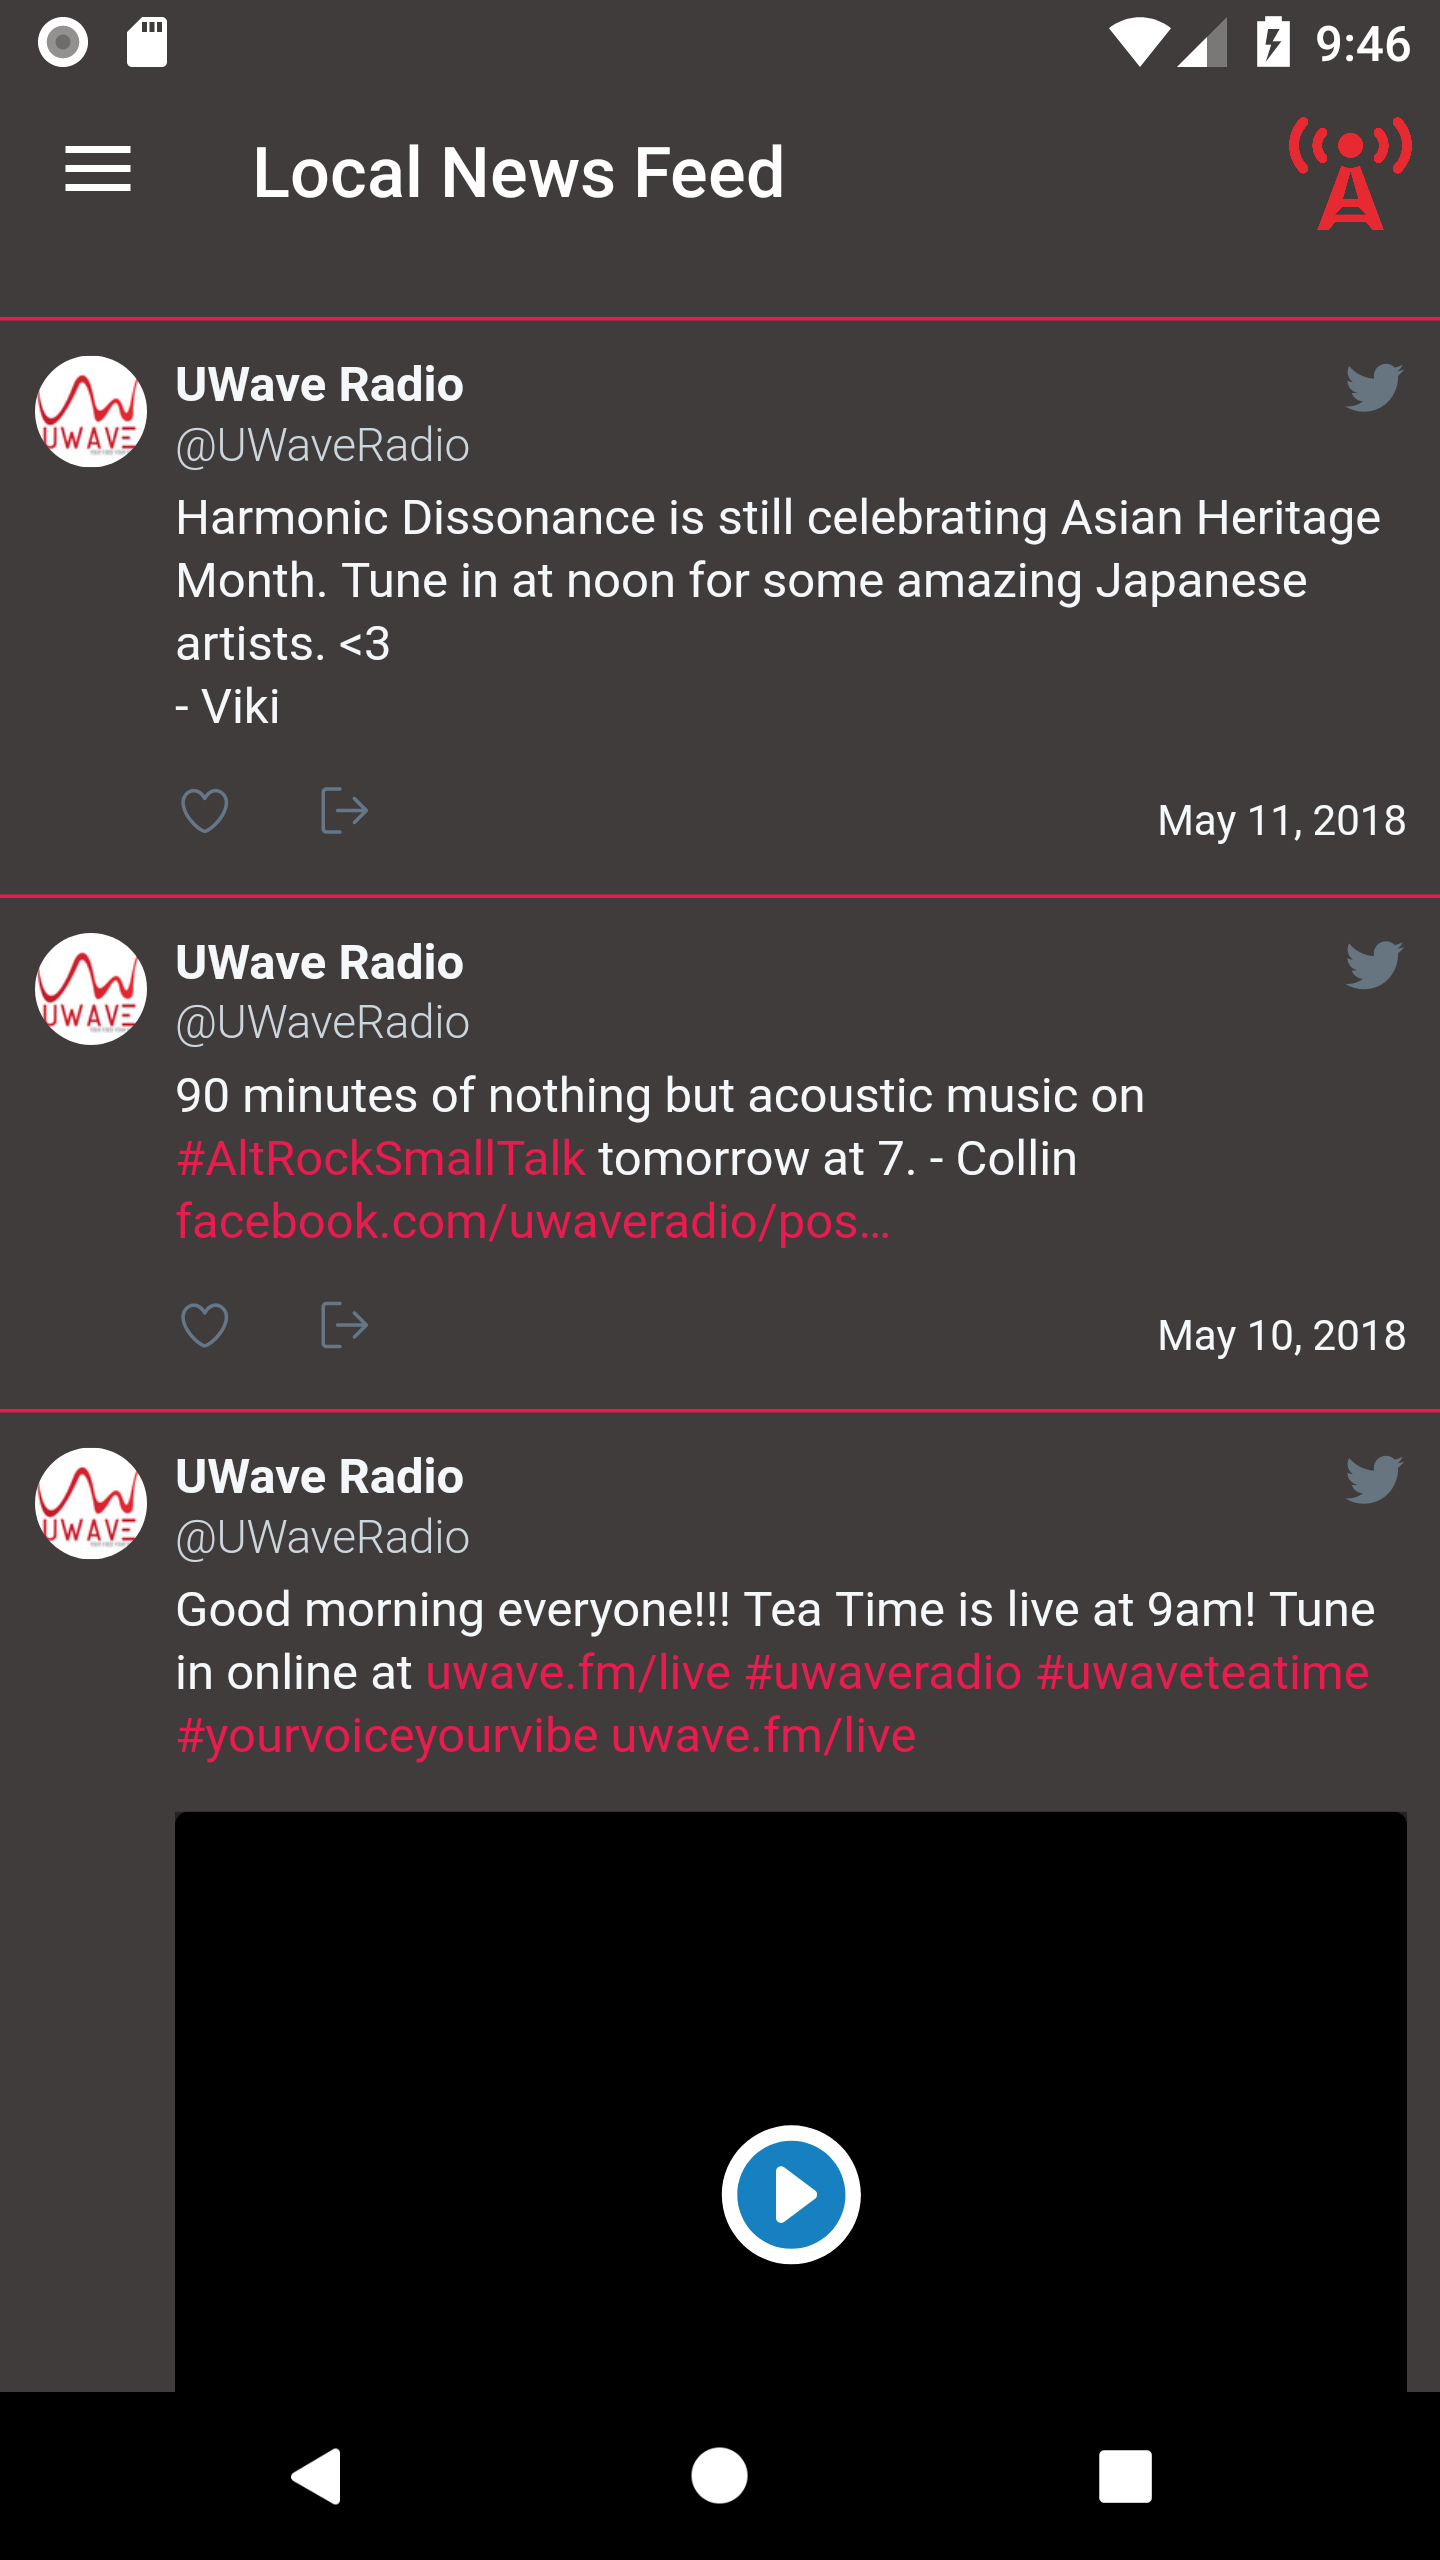 9:46
Local News Feed
UWave Radio
@UWaveRadio
Harmonic Dissonance is still celebrating Asian Heritage
Month. Tune in at noon for some amazing Japanese
artists. <3
- Viki
May 11, 2018
UWAVE
UWave Radio
@UWaveRadio
90 minutes of nothing but acoustic music on
#AltRockSmallTalk tomorrow at 7. - Collin
facebook.com/uwaveradio/pos…
May 10, 2018
UWAVE
UWave Radio
@UWaveRadio
Good morning everyone!!! Tea Time is live at 9am! Tune
in online at uwave.fm/live #uwaveradio #uwaveteatime
#yourvoiceyourvibe uwave.fm/live
UWAVE